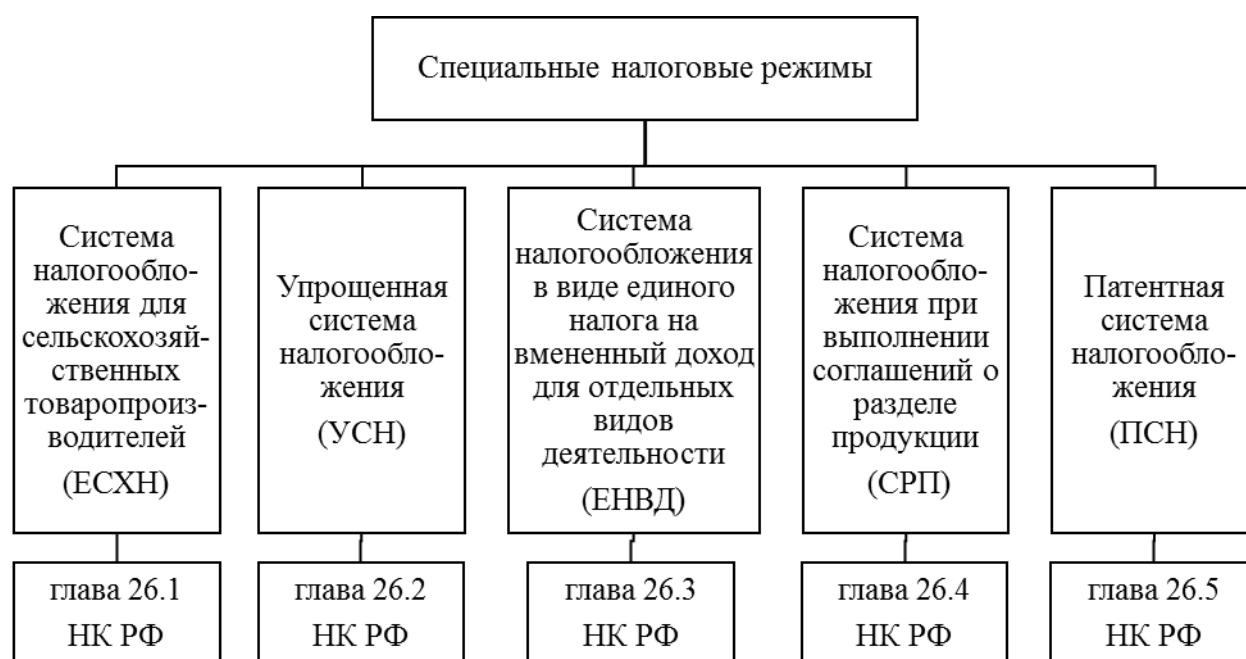 Специальные налоговые режимы
Система
налогообло-
жения для
сельскохозяй-
ственных
товаропроиз-
водителей
(ЕСХН)
Упрощенная
система
налогообло-
жения
(УСН)
Система
налогообложения
в виде единого
налога на
вмененный доход
для отдельных
видов
деятельности
(ЕНВД)
Система
налогообло-
жения при
выполнении
соглашений о
разделе
продукции
(СРП)
Патентная
система
налогообло-
жения
(ПСН)
глава 26.1
НК РФ
глава 26.2
НК РФ
глава 26.3
НК РФ
глава 26.4
НК РФ
глава 26.5
НК РФ